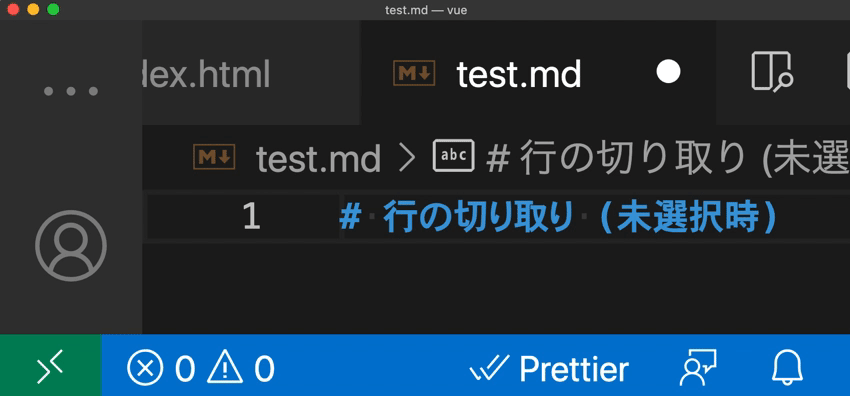 test.md — vue
dex.html
M↓ test.md
M↓ test.md > abc # 行の切り取り (未選
1 # 行の切り取り (未選択時)
0 0 Prettier